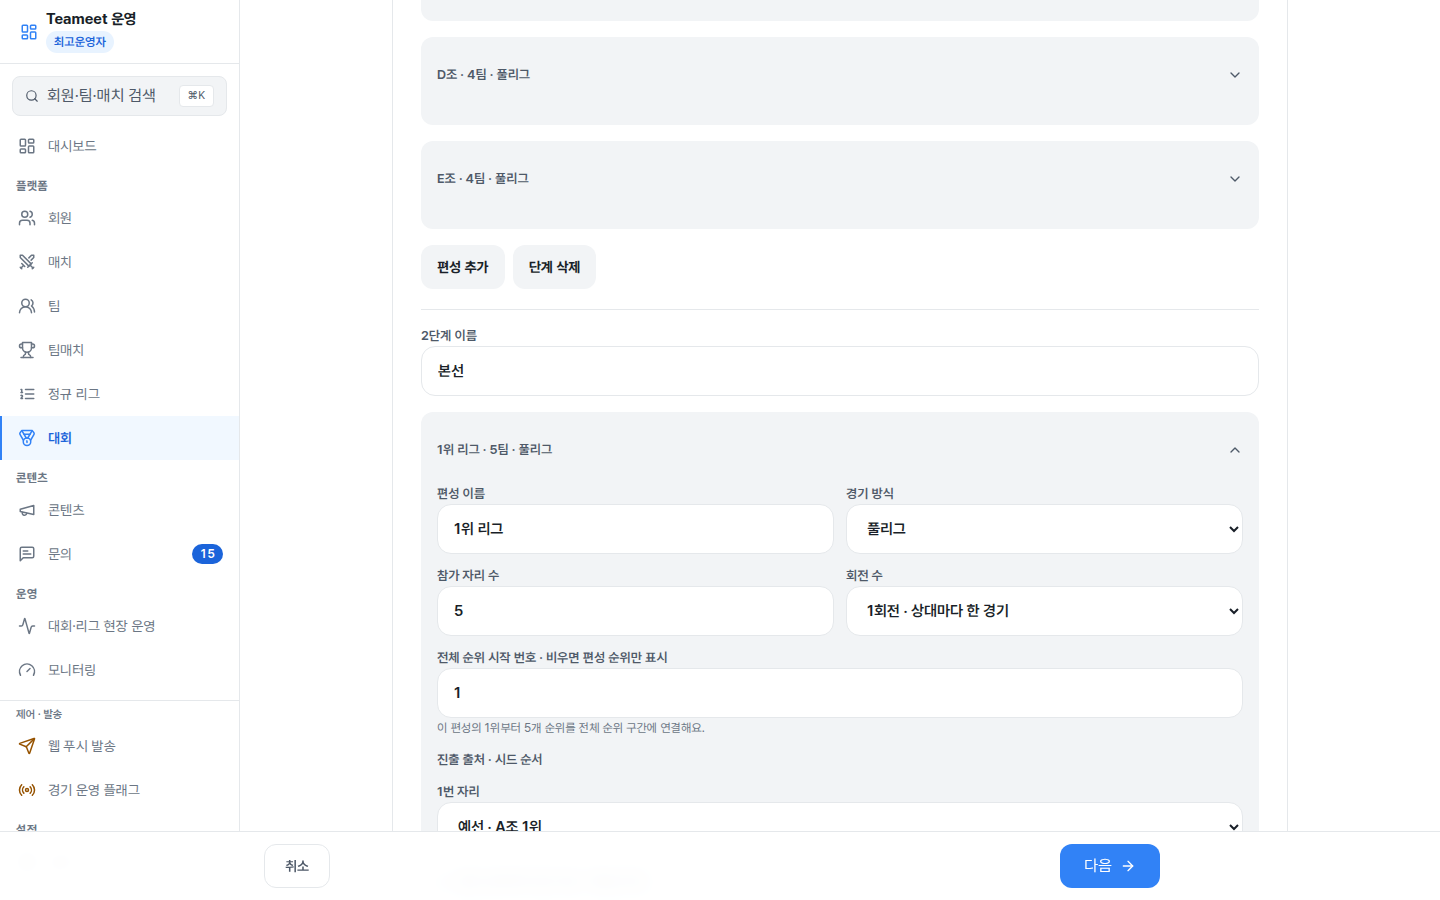 Teameet 운영
최고운영자
회원·팀·매치 검색
⌘K
대시보드
플랫폼
회원
매치
팀
팀매치
정규 리그
대회
콘텐츠
콘텐츠
문의
15
운영
대회·리그 현장 운영
모니터링
제어 · 발송
웹 푸시 발송
경기 운영 플래그
설정
D조 · 4팀 · 풀리그
E조 · 4팀 · 풀리그
편성 추가
단계 삭제
2단계 이름
본선
1위 리그 · 5팀 · 풀리그
편성 이름
경기 방식
1위 리그
풀리그
참가 자리 수
회전 수
5
1회전 · 상대마다 한 경기
전체 순위 시작 번호 · 비우면 편성 순위만 표시
1
이 편성의 1위부터 5개 순위를 전체 순위 구간에 연결해요.
진출 출처 · 시드 순서
1번 자리
예선 · A조 1위
취소
다음